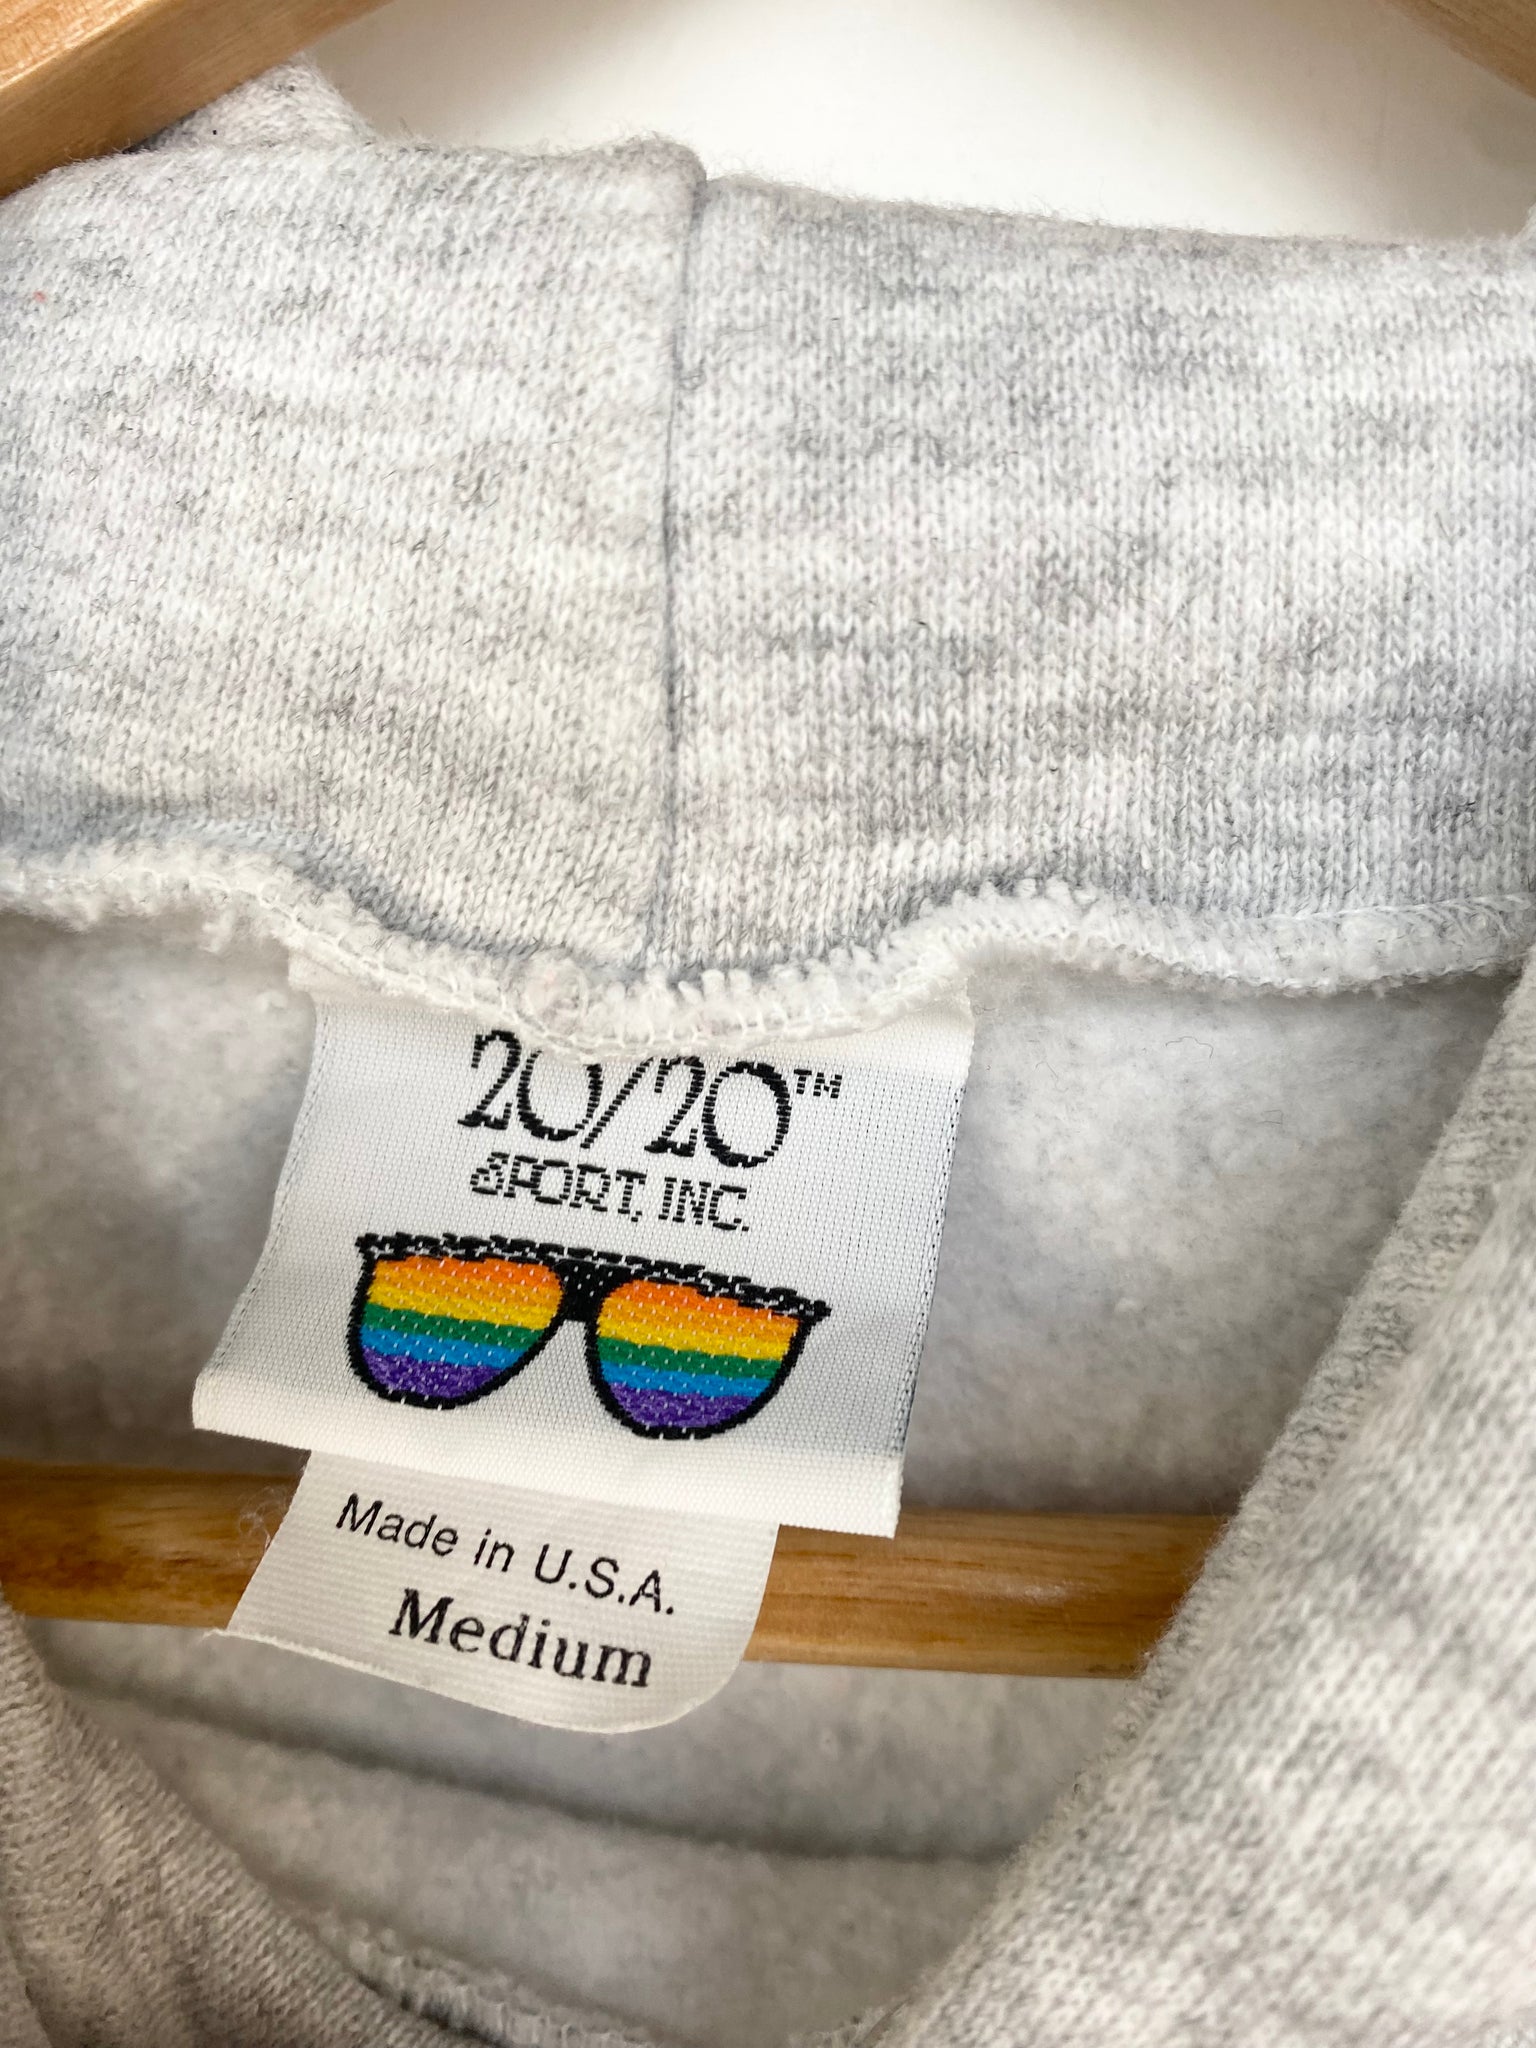 20/20™
SPORT, INC.
Made in U.S.A.
Medium